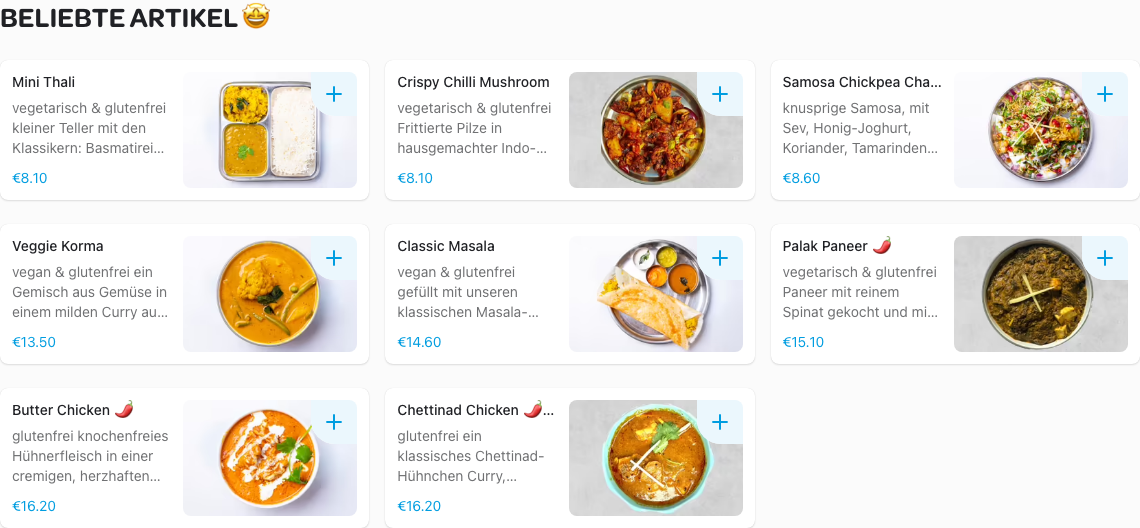 BELIEBTE ARTIKEL 🤩
Mini Thali
vegetarisch & glutenfrei
kleiner Teller mit den
Klassikern: Basmatirei...
€8.10
Crispy Chilli Mushroom
vegetarisch & glutenfrei
Frittierte Pilze in
hausgemachter Indo-...
€8.10
Samosa Chickpea Cha...
knusprige Samosa, mit
Sev, Honig-Joghurt,
Koriander, Tamarinden...
€8.60
Veggie Korma
vegan & glutenfrei ein
Gemisch aus Gemüse in
einem milden Curry au...
€13.50
Classic Masala
vegan & glutenfrei
gefüllt mit unseren
klassischen Masala-...
€14.60
Palak Paneer 🌶️
vegetarisch & glutenfrei
Paneer mit reinem
Spinat gekocht und mi...
€15.10
Butter Chicken 🌶️
glutenfrei knochenfreies
Hühnerfleisch in einer
cremigen, herzhaften...
€16.20
Chettinad Chicken 🌶️...
glutenfrei ein
klassisches Chettinad-
Hühnchen Curry,...
€16.20